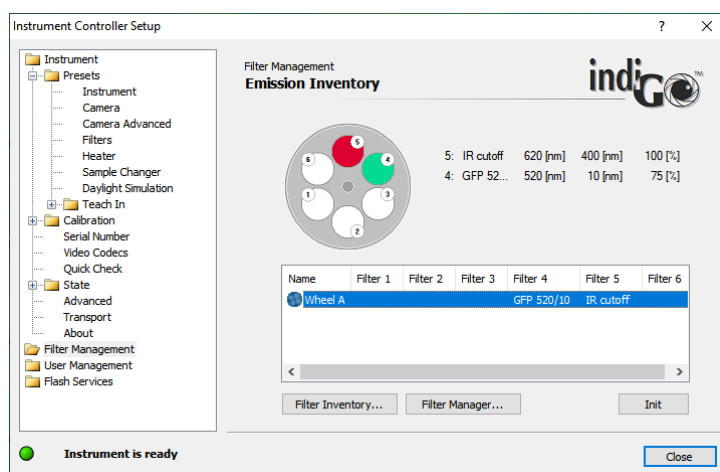 Instrument Controller Setup
?
X
Instrument
Presets
Instrument
Camera
Camera Advanced
Filters
Heater
Sample Changer
Daylight Simulation
Teach In
Calibration
Serial Number
Video Codecs
Quick Check
State
Advanced
Transport
About
Filter Management
User Management
Flash Services
Filter Management
Emission Inventory
indiGo™
5
6
4
1
3
2
5: IR cutoff 620 [nm] 400 [nm] 100 [%]
4: GFP 52... 520 [nm] 10 [nm] 75 [%]
Name Filter 1 Filter 2 Filter 3 Filter 4 Filter 5 Filter 6
Wheel A GFP 520/10 IR cutoff
Filter Inventory... Filter Manager... Init
Instrument is ready
Close